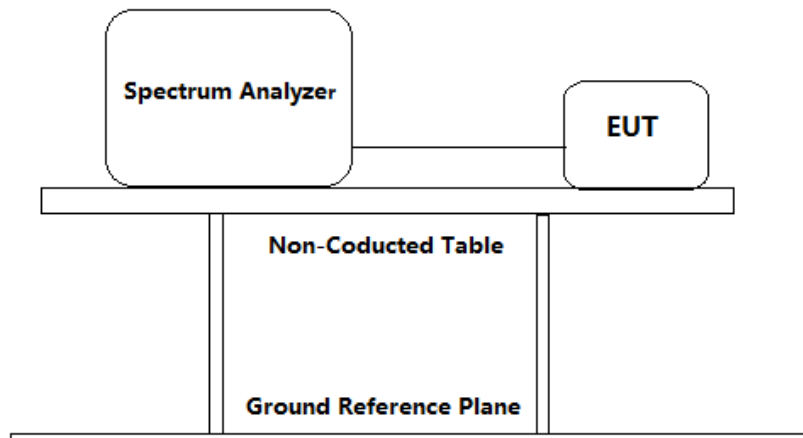 Spectrum Analyzer
EUT
Non-Coducted Table
Ground Reference Plane